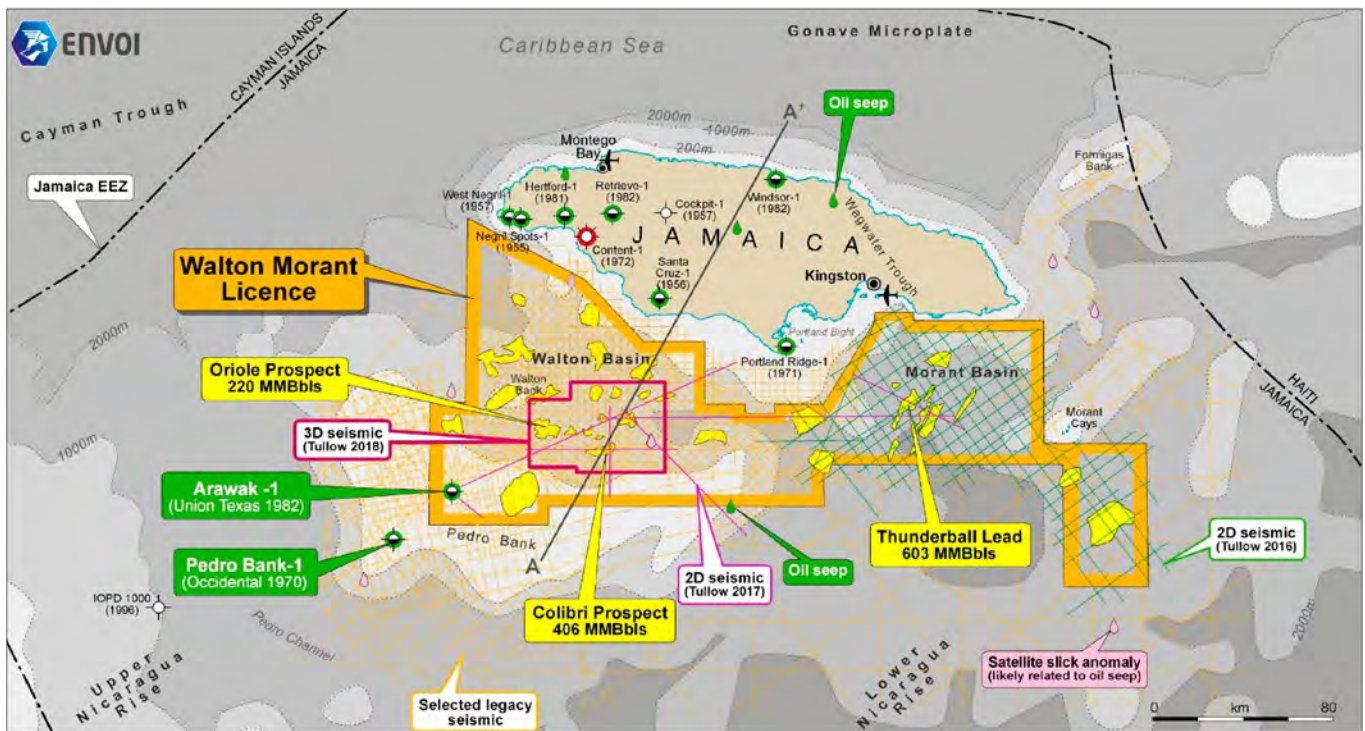 ENVOI
CAYMAN ISLANDS
JAMAICA
Caribbean Sea
Gonave Microplate
Cayman Trough
Jamaica EEZ
2000m
1000m
200m
A'
Oil seep
Montego
Bay
Formigas
Bank
West Negril-1
(1957)
Hertford-1
(1981)
Retrieve-1
(1982)
Cockpit-1
(1957)
Windsor-1
(1982)
Negril Spots-1
(1955)
Content-1
(1972)
JAMAICA
Wagwater Trough
Santa
Cruz-1
(1956)
Kingston
Walton Morant
Licence
2000m
Portland Bight
Portland Ridge-1
(1971)
Walton Basin
Morant Basin
HAITI
JAMAICA
Oriole Prospect
220 MMBbls
Walton
Bank
Morant
Cays
1000m
3D seismic
(Tullow 2018)
Arawak -1
(Union Texas 1982)
Pedro Bank
Pedro Bank-1
(Occidental 1970)
A
2D seismic
(Tullow 2017)
Oil seep
Thunderball Lead
603 MMBbls
2D seismic
(Tullow 2016)
IOPD 1000 1
(1996)
Colibri Prospect
406 MMBbls
Pedro Channel
2000m
Upper
Nicaragua
Rise
Selected legacy
seismic
Lower
Nicaragua
Rise
Satellite slick anomaly
(likely related to oil seep)
0 km 80